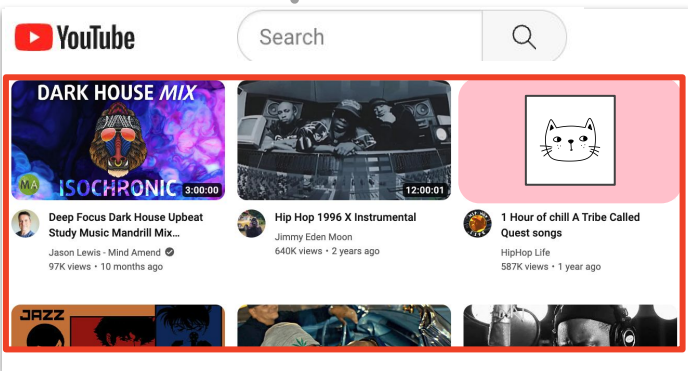 YouTube
Search
DARK HOUSE MIX
MA
ISOCHRONIC
3:00:00
12:00:01
Deep Focus Dark House Upbeat
Study Music Mandrill Mix...
Jason Lewis - Mind Amend
97K views • 10 months ago
Hip Hop 1996 X Instrumental
Jimmy Eden Moon
640K views • 2 years ago
1 Hour of chill A Tribe Called
Quest songs
HipHop Life
587K views • 1 year ago
JAZZ